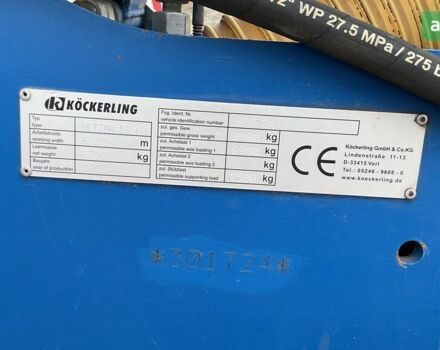 /2" WP 27.5 MPa / 275 b
a
KÖCKERLING
Typ
type
Arbeitsbreite
working width:
m
Leermasse
net weight:
kg
Baujahr
year of production:
Fzg. Ident. Nr.
vehicle identification number
zul. ges. Gew.
permissible gross weight
kg
zul. Achslast 1
permissible axis loading 1
kg
zul. Achslast 2
permissible axis loading 2
kg
zul. Stützlast
permissible supporting load
kg
CE
Köckerling GmbH & Co.KG
Lindenstraße 11-13
D-33415 Verl
Tel.: 05246-9608-0
www.koeckerling.de
*301724*